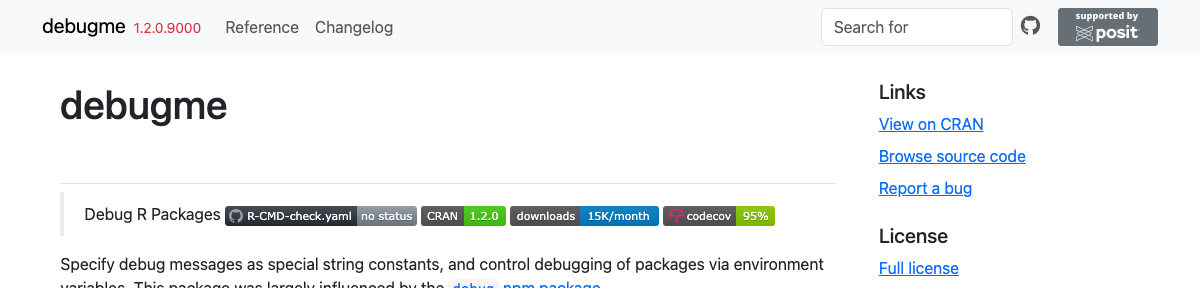 debugme 1.2.0.9000 Reference Changelog Search for supported by posit
debugme
Debug R Packages R-CMD-check.yaml no status CRAN 1.2.0 downloads 15K/month codecov 95%
Specify debug messages as special string constants, and control debugging of packages via environment
variables. This package was largely influenced by the debug npm package.
Links
View on CRAN
Browse source code
Report a bug
License
Full license